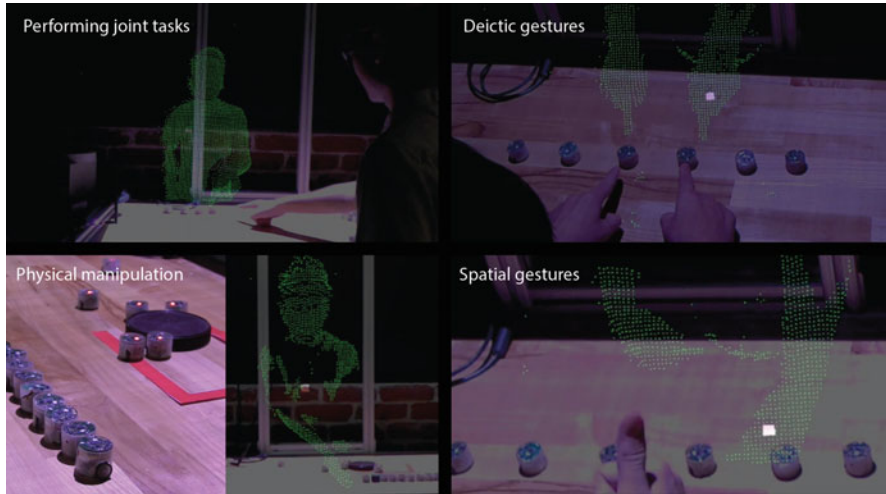 Performing joint tasks
Deictic gestures
Physical manipulation
Spatial gestures